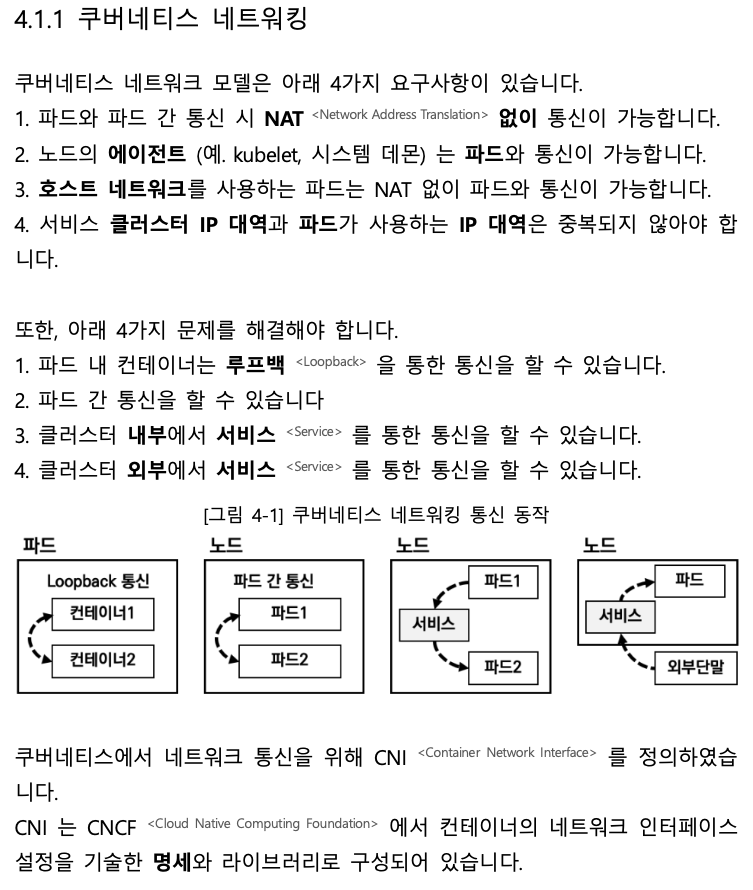 4.1.1 쿠버네티스 네트워킹
쿠버네티스 네트워크 모델은 아래 4가지 요구사항이 있습니다.
1. 파드와 파드 간 통신 시 NAT <Network Address Translation> 없이 통신이 가능합니다.
2. 노드의 에이전트 (예. kubelet, 시스템 데몬) 는 파드와 통신이 가능합니다.
3. 호스트 네트워크를 사용하는 파드는 NAT 없이 파드와 통신이 가능합니다.
4. 서비스 클러스터 IP 대역과 파드가 사용하는 IP 대역은 중복되지 않아야 합
니다.
또한, 아래 4가지 문제를 해결해야 합니다.
1. 파드 내 컨테이너는 루프백 <Loopback> 을 통한 통신을 할 수 있습니다.
2. 파드 간 통신을 할 수 있습니다
3. 클러스터 내부에서 서비스 <Service> 를 통한 통신을 할 수 있습니다.
4. 클러스터 외부에서 서비스 <Service> 를 통한 통신을 할 수 있습니다.
[그림 4-1] 쿠버네티스 네트워킹 통신 동작
파드
Loopback 통신
컨테이너1
컨테이너2
노드
파드 간 통신
파드1
파드2
노드
파드1
서비스
파드2
노드
파드
서비스
외부단말
쿠버네티스에서 네트워크 통신을 위해 CNI <Container Network Interface> 를 정의하였습
니다.
CNI 는 CNCF <Cloud Native Computing Foundation> 에서 컨테이너의 네트워크 인터페이스
설정을 기술한 명세와 라이브러리로 구성되어 있습니다.